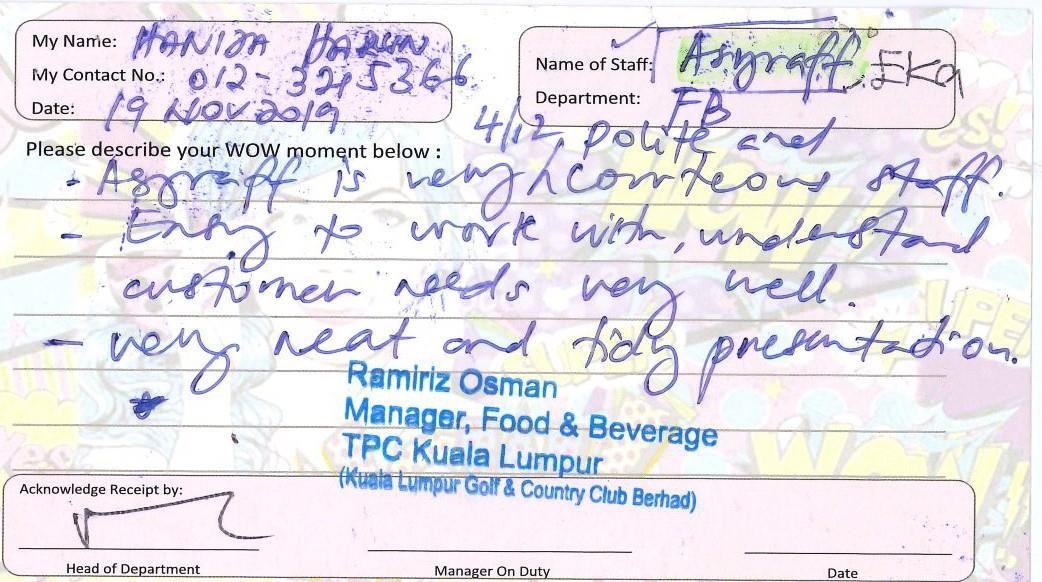 My Name: HANIZA HARUN
My Contact No.: 012-3245366
Date: 19 NOV 2019
Name of Staff: Asyraff
Department: FB
4/12 polite and
Please describe your WOW moment below :
- Asyraff is very courteous staff.
- Easy to work with, understand
customer needs very well.
- very neat and tidy presentation.
Ramiriz Osman
Manager, Food & Beverage
TPC Kuala Lumpur
(Kuala Lumpur Golf & Country Club Berhad)
Acknowledge Receipt by:
Head of Department
Manager On Duty
Date